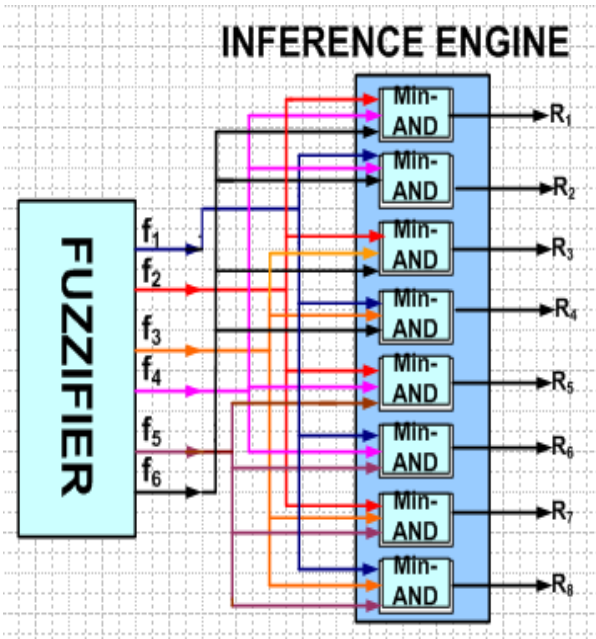 INFERENCE ENGINE
Min-
AND
R₁
Min-
AND
R₂
Min-
AND
R₃
Min-
AND
R₄
Min-
AND
R₅
Min-
AND
R₆
Min-
AND
R₇
Min-
AND
R₈
FUZZIFIER
f₁
f₂
f₃
f₄
f₅
f₆